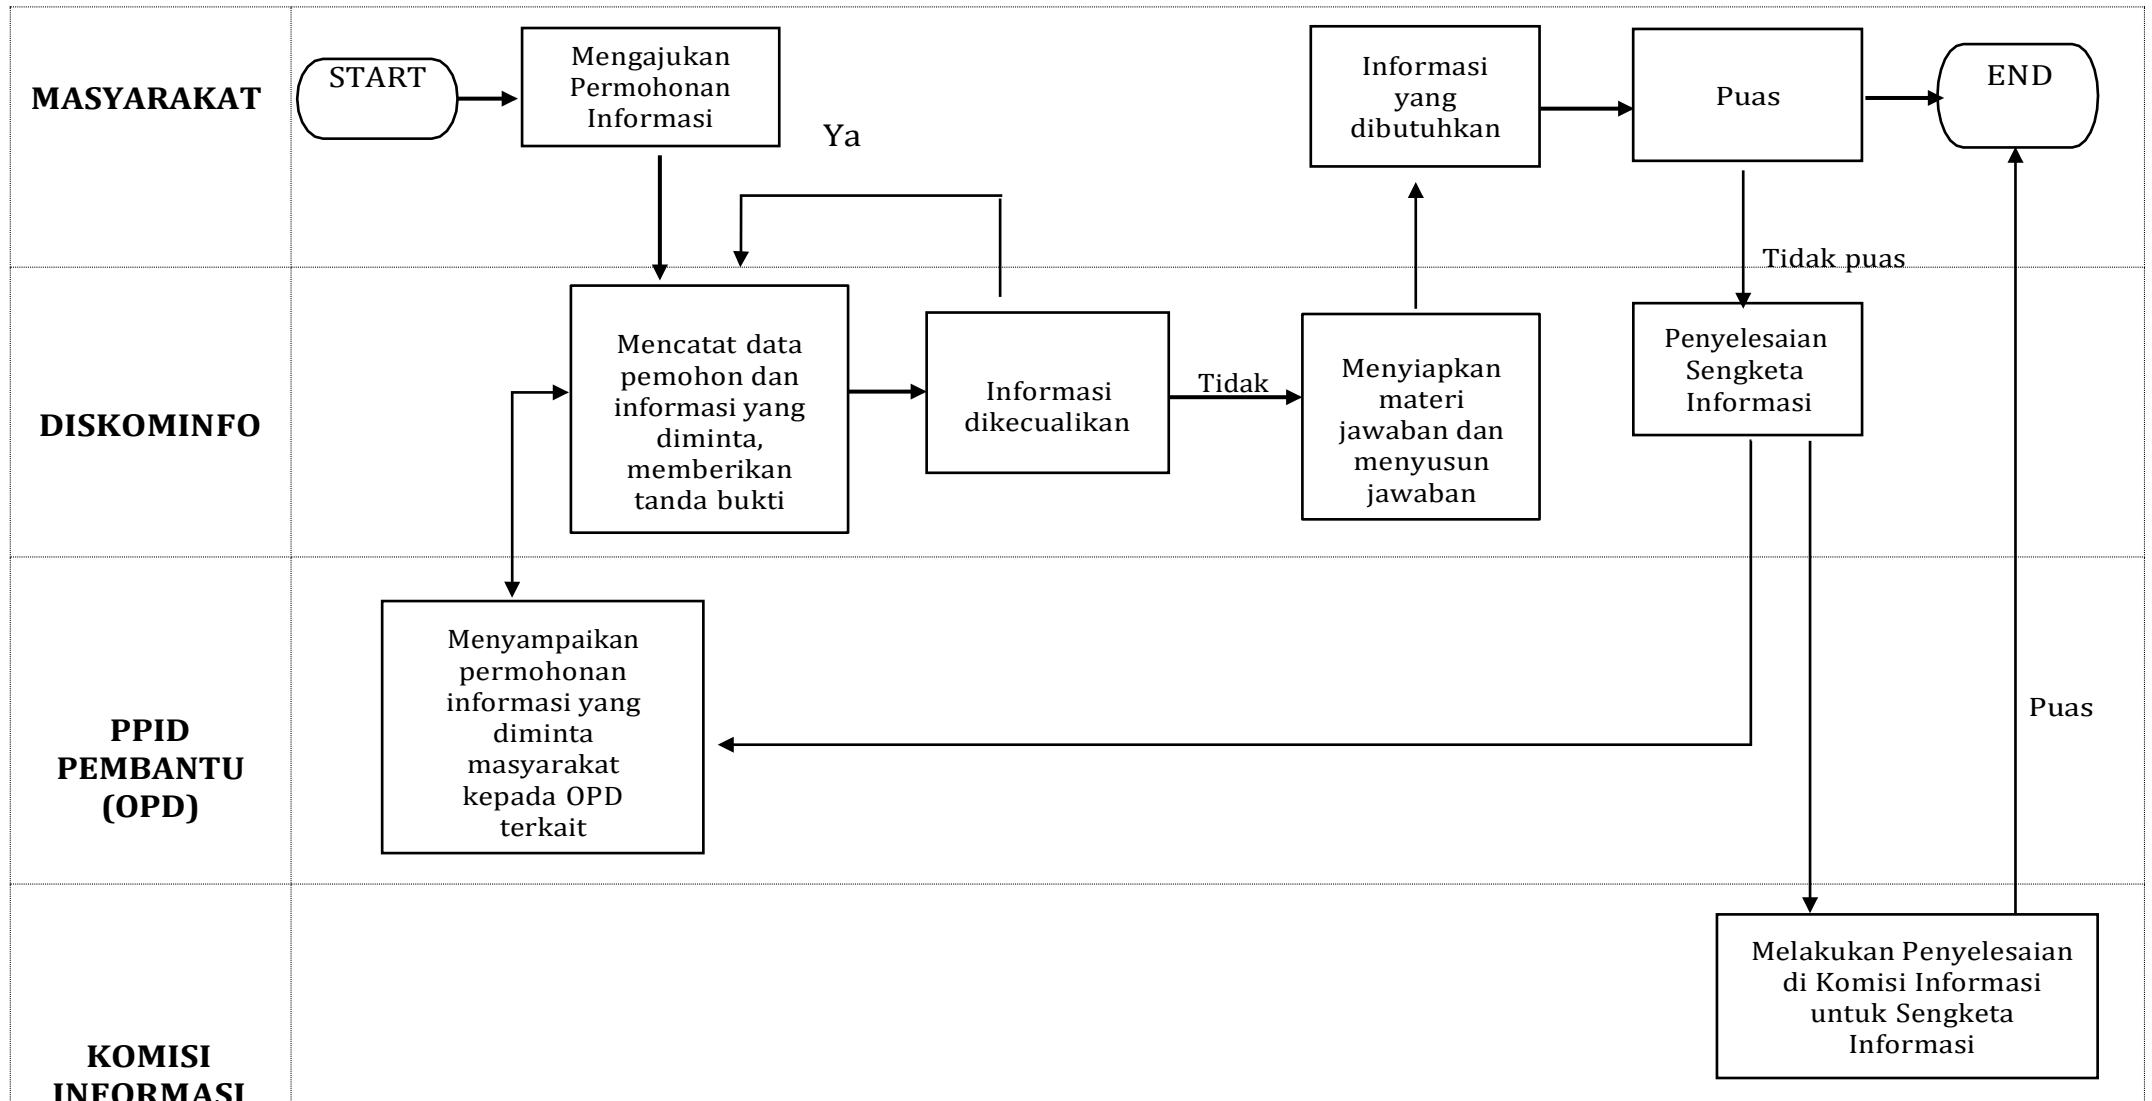 MASYARAKAT
START
Mengajukan
Permohonan
Informasi
Ya
Informasi
yang
dibutuhkan
Puas
END
Tidak puas
DISKOMINFO
Mencatat data
pemohon dan
informasi yang
diminta,
memberikan
tanda bukti
Informasi
dikecualikan
Tidak
Menyiapkan
materi
jawaban dan
menyusun
jawaban
Penyelesaian
Sengketa
Informasi
PPID
PEMBANTU
(OPD)
Menyampaikan
permohonan
informasi yang
diminta
masyarakat
kepada OPD
terkait
Puas
KOMISI
INFORMASI
Melakukan Penyelesaian
di Komisi Informasi
untuk Sengketa
Informasi